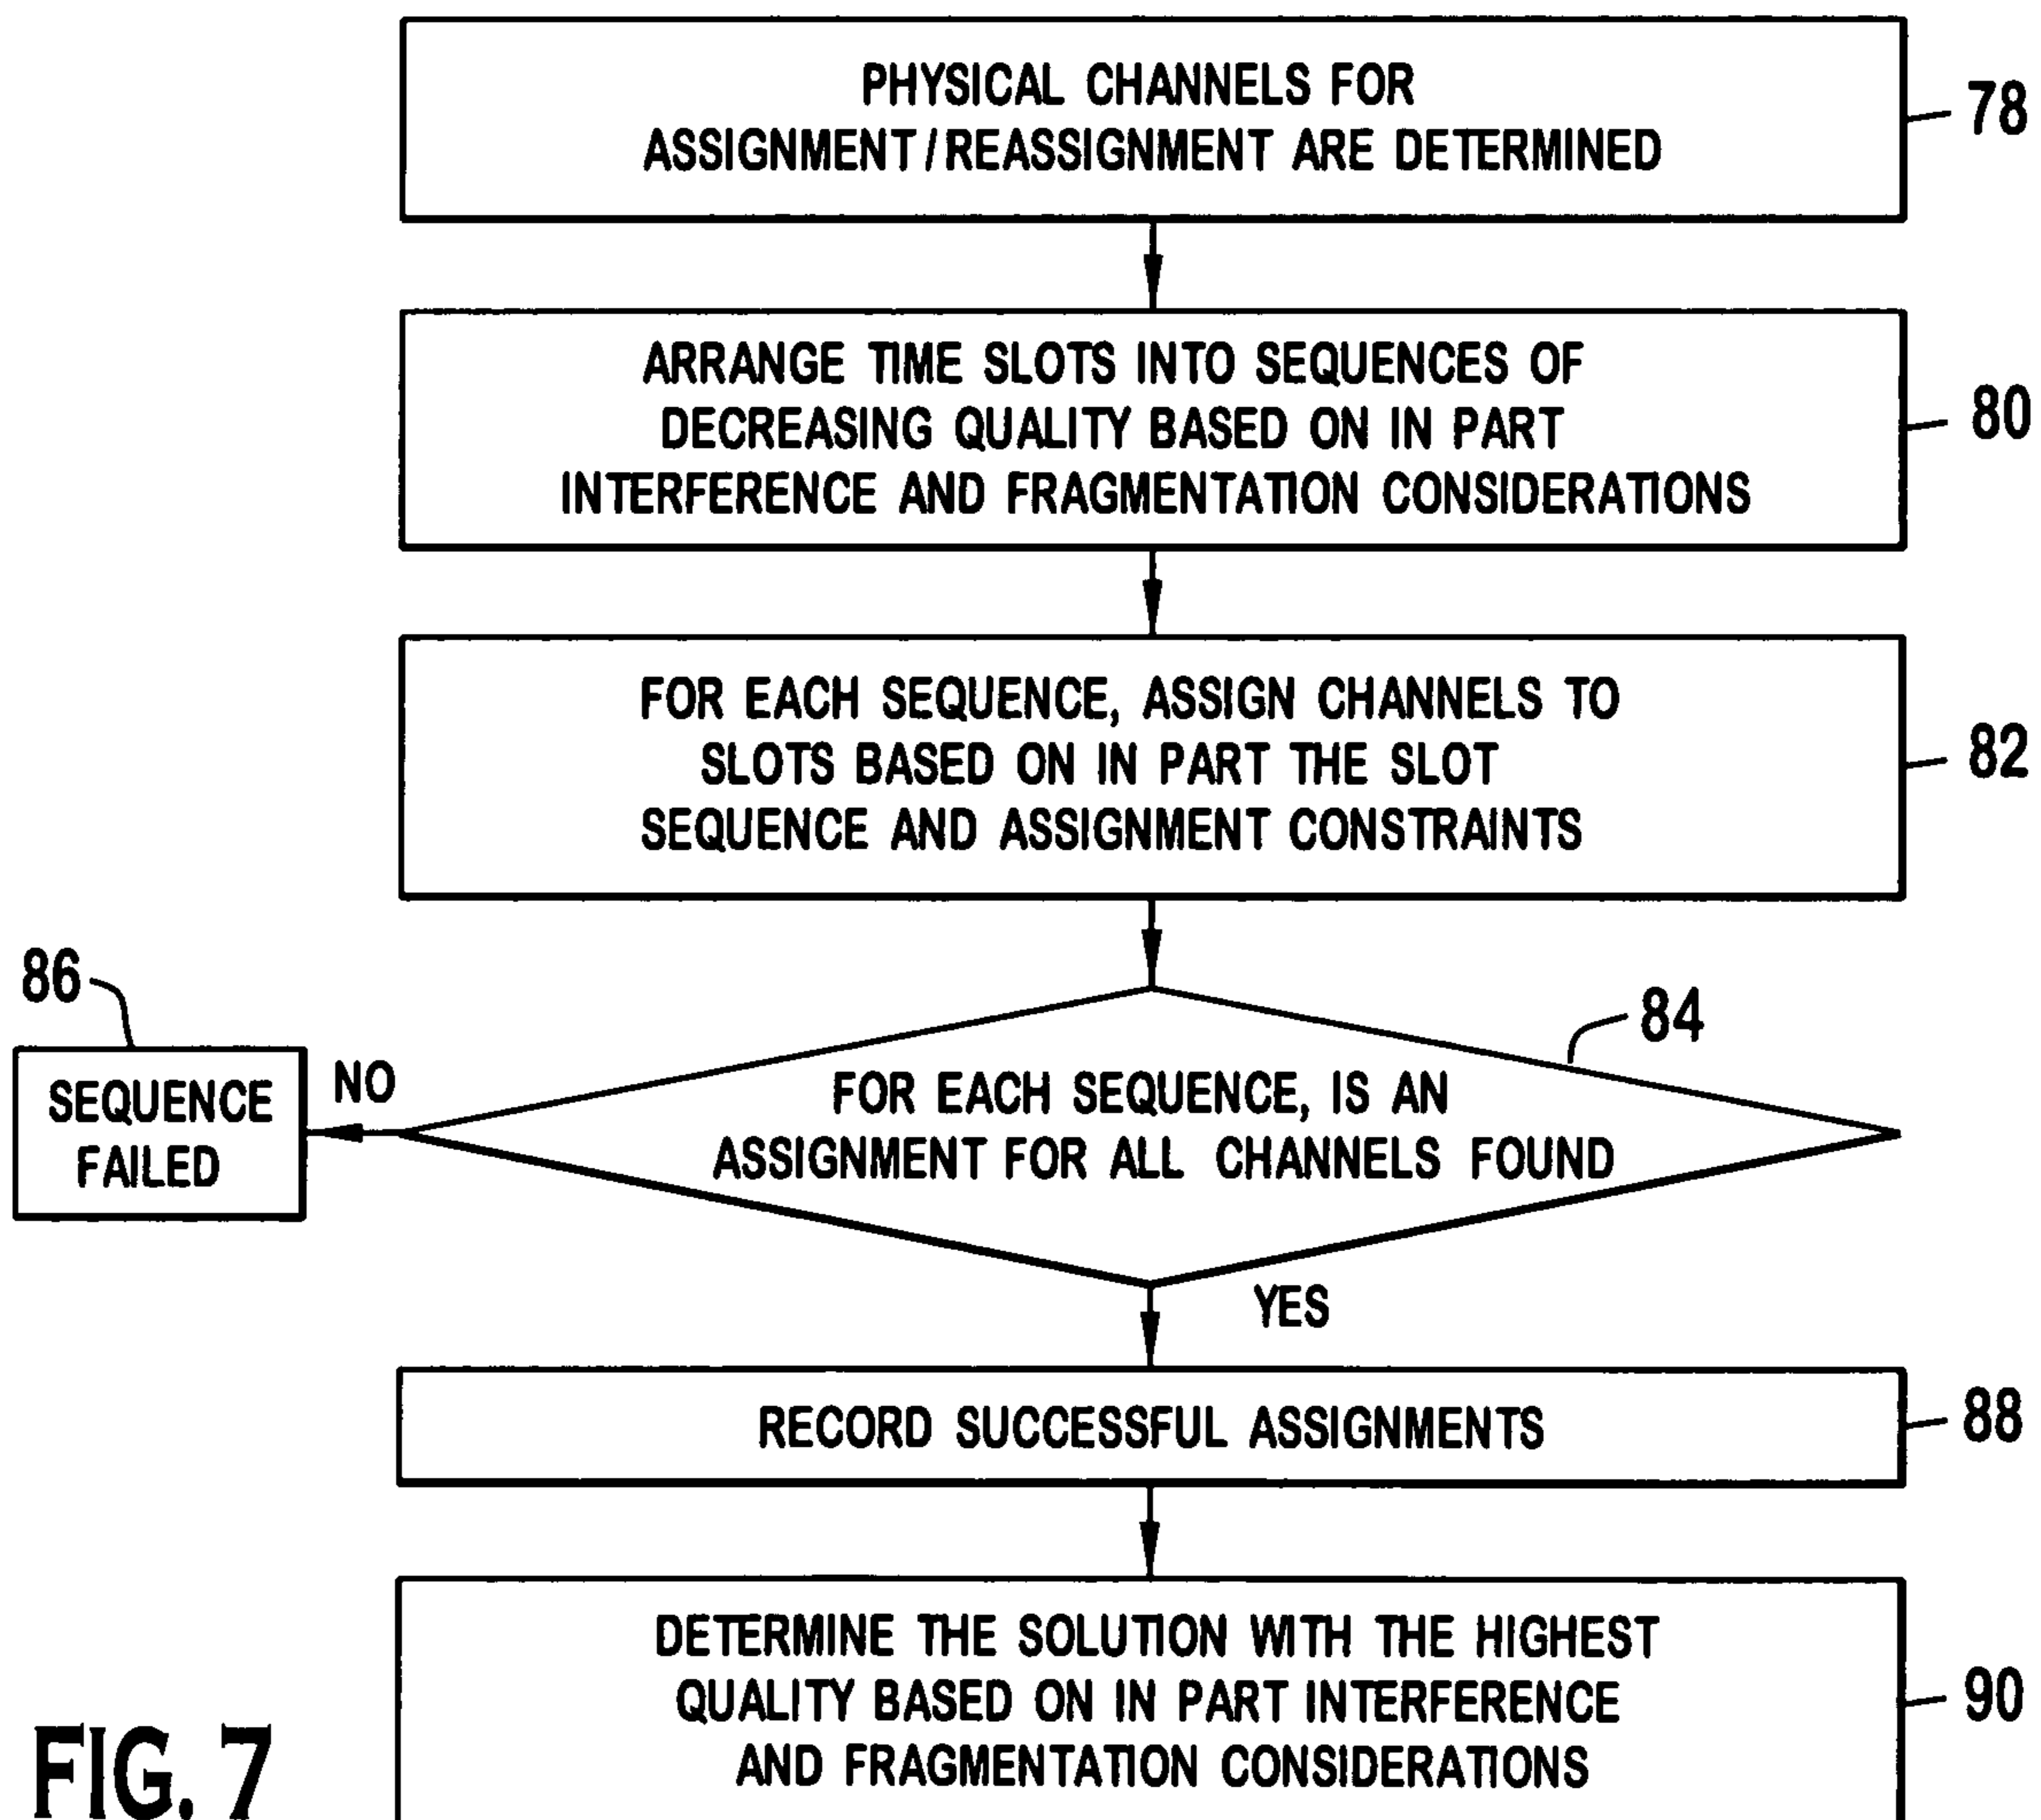 PHYSICAL CHANNELS FOR
ASSIGNMENT/REASSIGNMENT ARE DETERMINED
78
ARRANGE TIME SLOTS INTO SEQUENCES OF
DECREASING QUALITY BASED ON IN PART
INTERFERENCE AND FRAGMENTATION CONSIDERATIONS
80
FOR EACH SEQUENCE, ASSIGN CHANNELS TO
SLOTS BASED ON IN PART THE SLOT
SEQUENCE AND ASSIGNMENT CONSTRAINTS
82
86
84
SEQUENCE
FAILED
NO
FOR EACH SEQUENCE, IS AN
ASSIGNMENT FOR ALL CHANNELS FOUND
YES
RECORD SUCCESSFUL ASSIGNMENTS
88
DETERMINE THE SOLUTION WITH THE HIGHEST
QUALITY BASED ON IN PART INTERFERENCE
AND FRAGMENTATION CONSIDERATIONS
90
FIG. 7